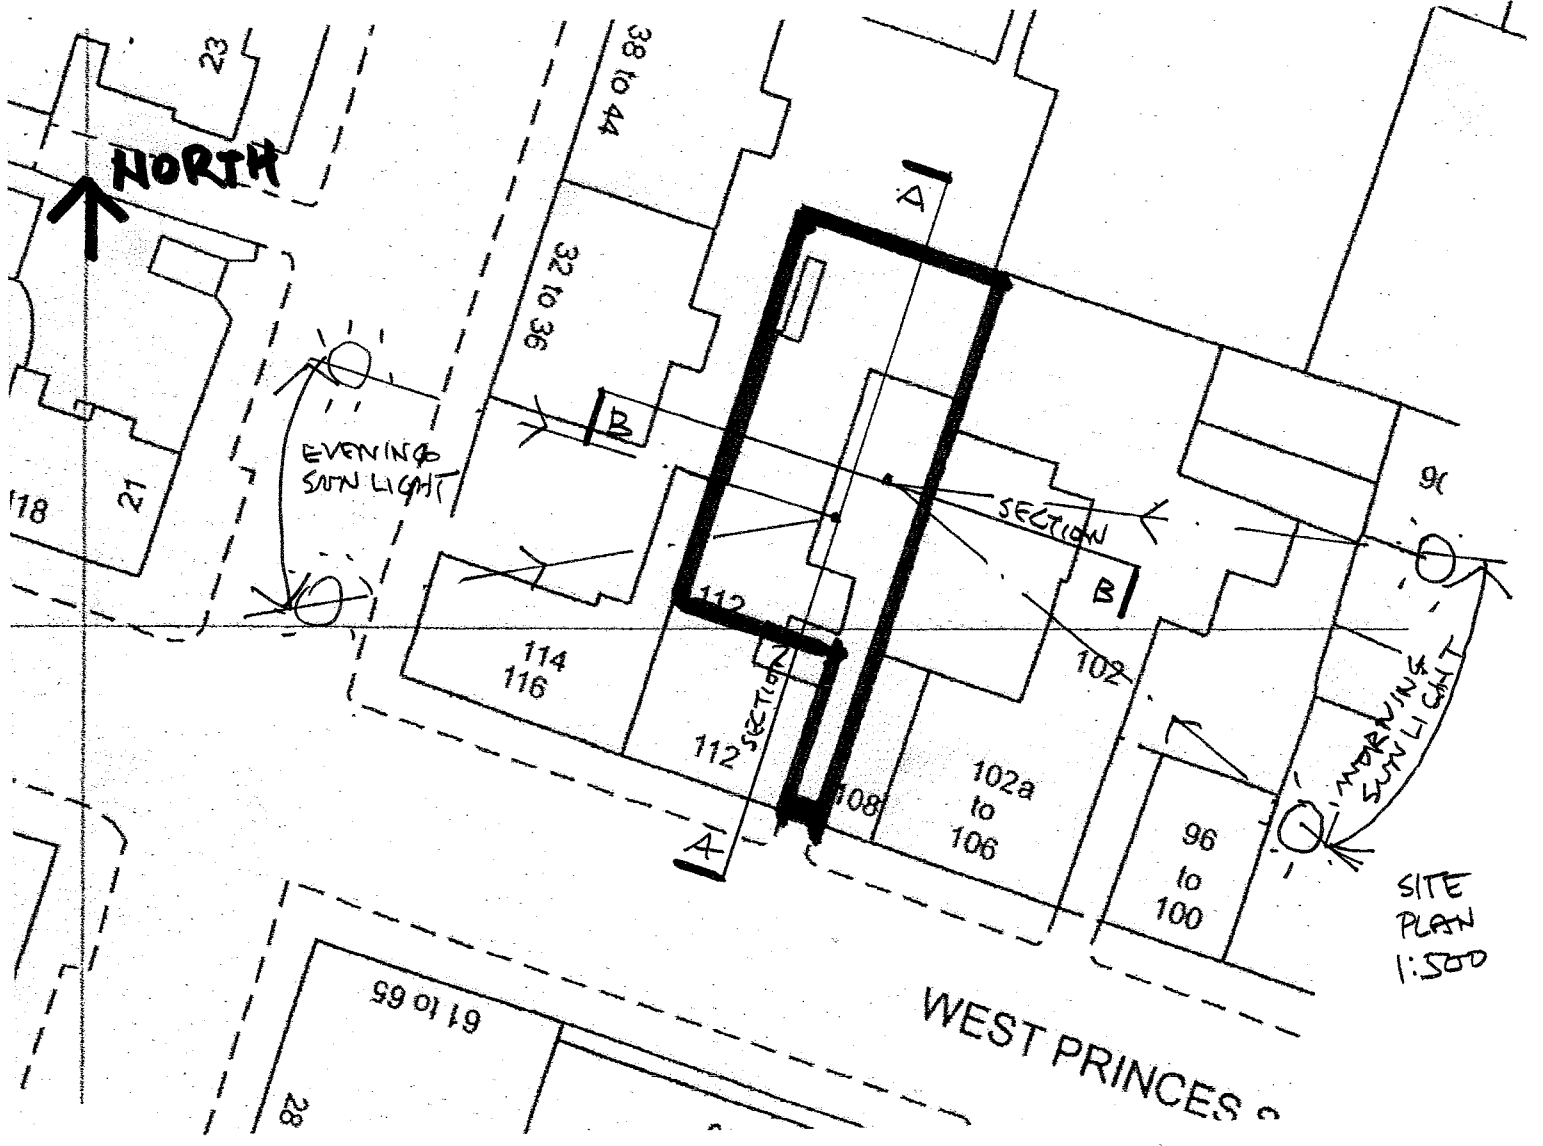 23
38 to 44
NORTH
A
32 to 36
B
EVENING
SUN LIGHT
118
21
SECTION
B
112
114
116
SECTION
112
102
MORNING
SUN LIGHT
108
102a
to
106
96
to
100
A
SITE
PLAN
1:500
61 to 65
28
WEST PRINCES